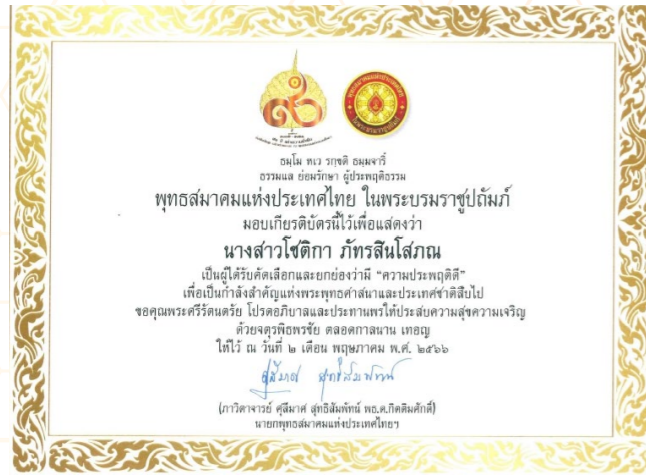 ธมฺโม หเว รกฺขติ ธมฺมจารึ
ธรรมแล ย่อมรักษา ผู้ประพฤติธรรม
พุทธสมาคมแห่งประเทศไทย ในพระบรมราชูปถัมภ์
มอบเกียรติบัตรนี้ไว้เพื่อแสดงว่า
นางสาวโชติกา ภัทรสินโสภณ
เป็นผู้ได้รับคัดเลือกและยกย่องว่ามี “ความประพฤติดี”
เพื่อเป็นกำลังสำคัญแห่งพระพุทธศาสนาและประเทศชาติสืบไป
ขอคุณพระศรีรัตนตรัย โปรดอภิบาลและประทานพรให้ประสบความสุขความเจริญ
ด้วยจตุรพิธพรชัย ตลอดกาลนาน เทอญ
ให้ไว้ ณ วันที่ ๒ เดือน พฤษภาคม พ.ศ. ๒๕๖๖
(ภาวิดาจารย์ ศุลีมาศ สุทธิสัมพัทน์ พธ.ด.กิตติมศักดิ์)
นายกพุทธสมาคมแห่งประเทศไทยฯ